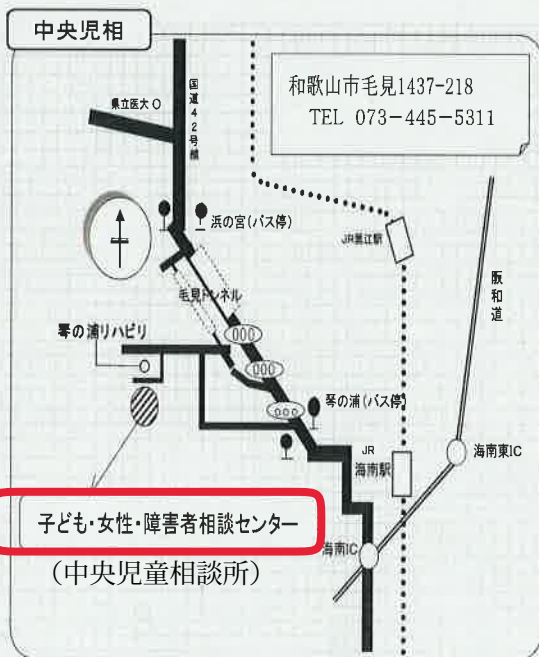 中央児相
和歌山市毛見1437-218
TEL 073-445-5311
県立医大
国道42号線
浜の宮(バス停)
JR黒江駅
毛見トンネル
阪和道
琴の浦リハビリ
琴の浦(バス停)
JR
海南駅
海南東IC
子ども・女性・障害者相談センター
海南IC
(中央児童相談所)